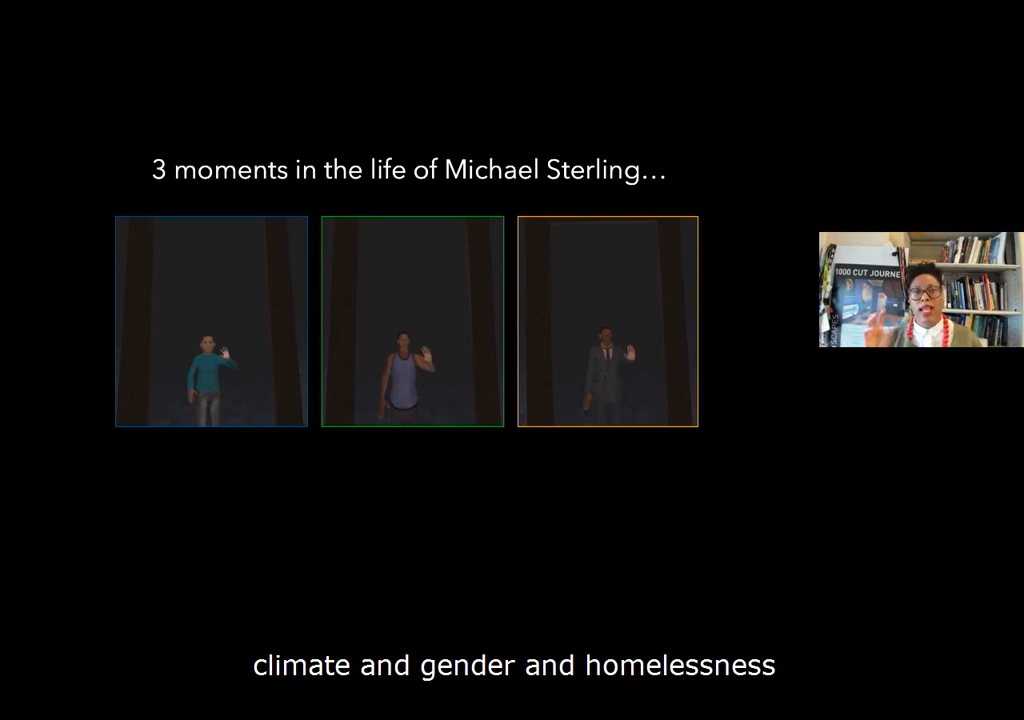 3 moments in the life of Michael Sterling...
1000 CUT JOURNE
climate and gender and homelessness